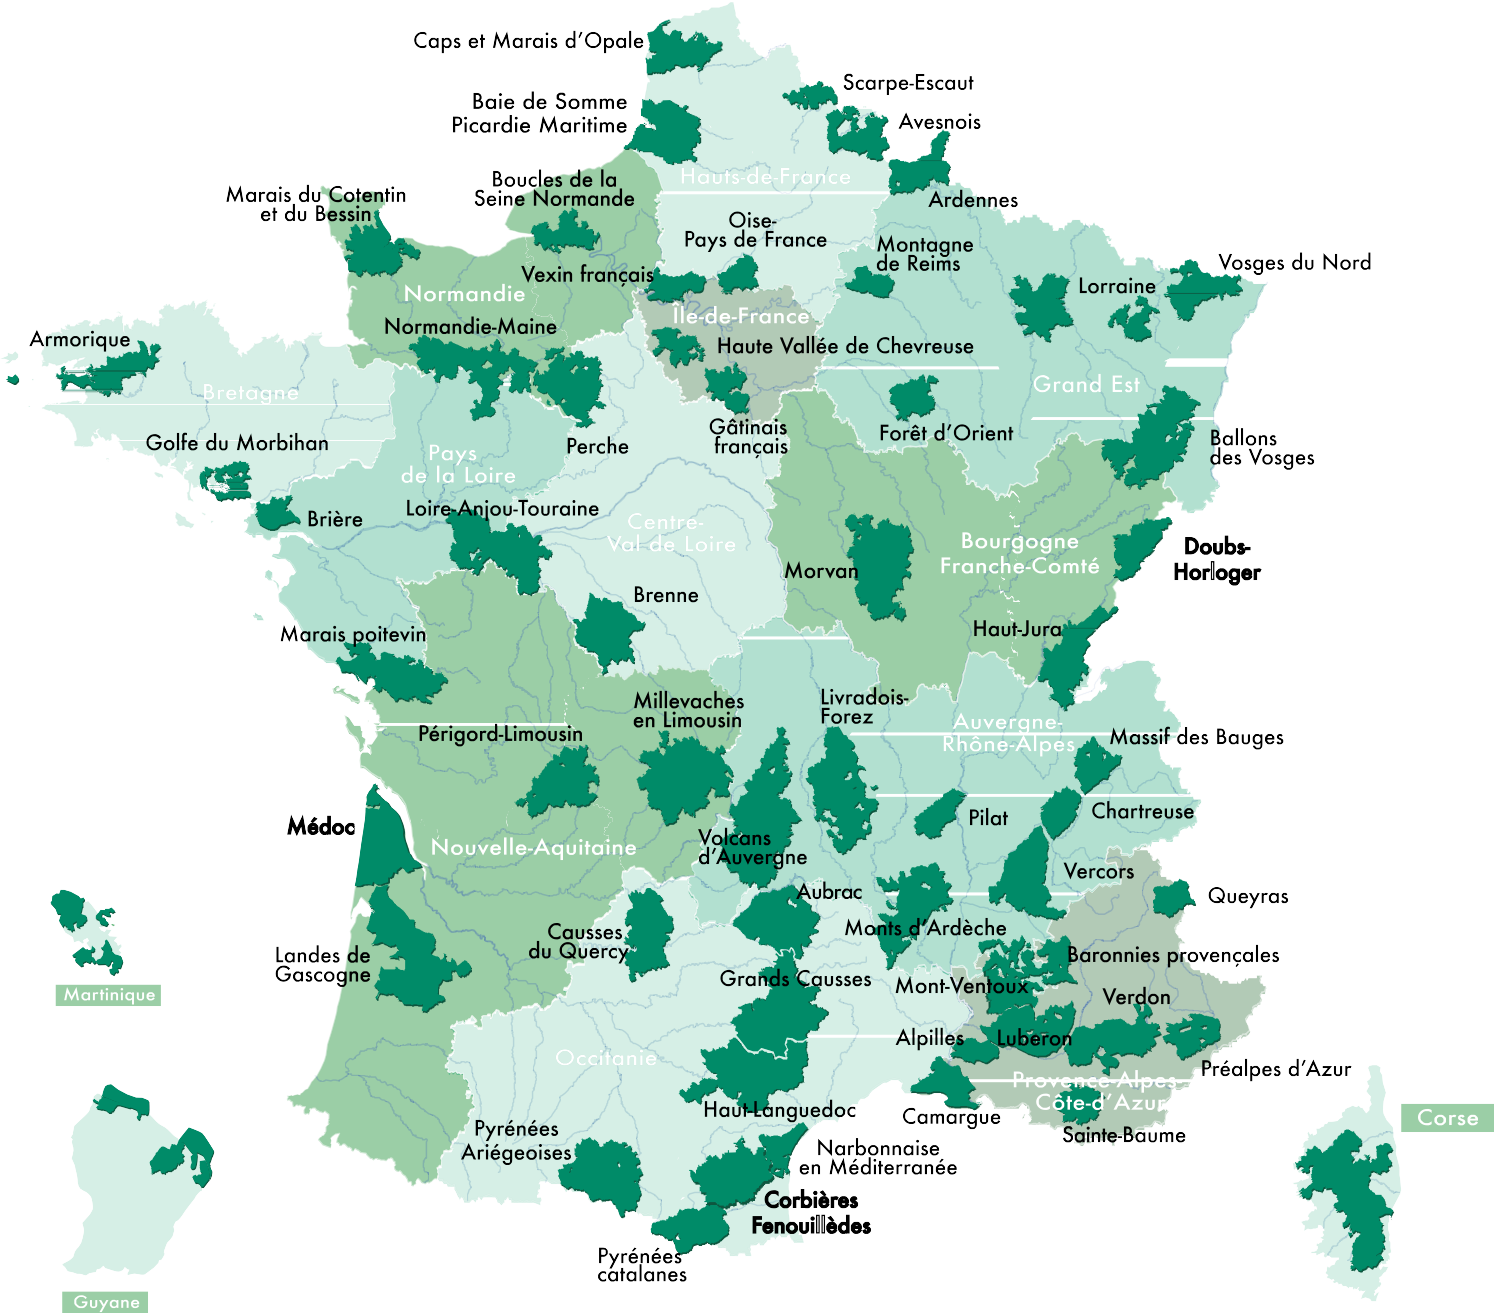 Caps et Marais d'Opale
Scarpe-Escaut
Baie de Somme
Picardie Maritime
Avesnois
Hauts-de-France
Boucles de la
Seine Normande
Marais du Cotentin
et du Bessin
Ardennes
Oise-
Pays de France
Montagne
de Reims
Vexin français
Vosges du Nord
Lorraine
Normandie
Île-de-France
Normandie-Maine
Armorique
Haute Vallée de Chevreuse
Bretagne
Grand Est
Gâtinais
français
Forêt d'Orient
Golfe du Morbihan
Perche
Ballons
des Vosges
Pays
de la Loire
Loire-Anjou-Touraine
Brière
Centre-
Val de Loire
Bourgogne
Franche-Comté
Doubs-
Horloger
Morvan
Brenne
Marais poitevin
Haut-Jura
Millevaches
en Limousin
Livradois-
Forez
Périgord-Limousin
Auvergne-
Rhône-Alpes
Massif des Bauges
Médoc
Pilat
Chartreuse
Nouvelle-Aquitaine
Volcans
d'Auvergne
Vercors
Aubrac
Queyras
Causses
du Quercy
Monts d'Ardèche
Landes de
Gascogne
Baronnies provençales
Grands Causses
Mont-Ventoux
Martinique
Verdon
Alpilles
Luberon
Occitanie
Préalpes d'Azur
Provence-Alpes
Côte-d'Azur
Haut-Languedoc
Camargue
Corse
Sainte-Baume
Pyrénées
Ariégeoises
Narbonnaise
en Méditerranée
Corbières
Fenouillèdes
Pyrénées
catalanes
Guyane